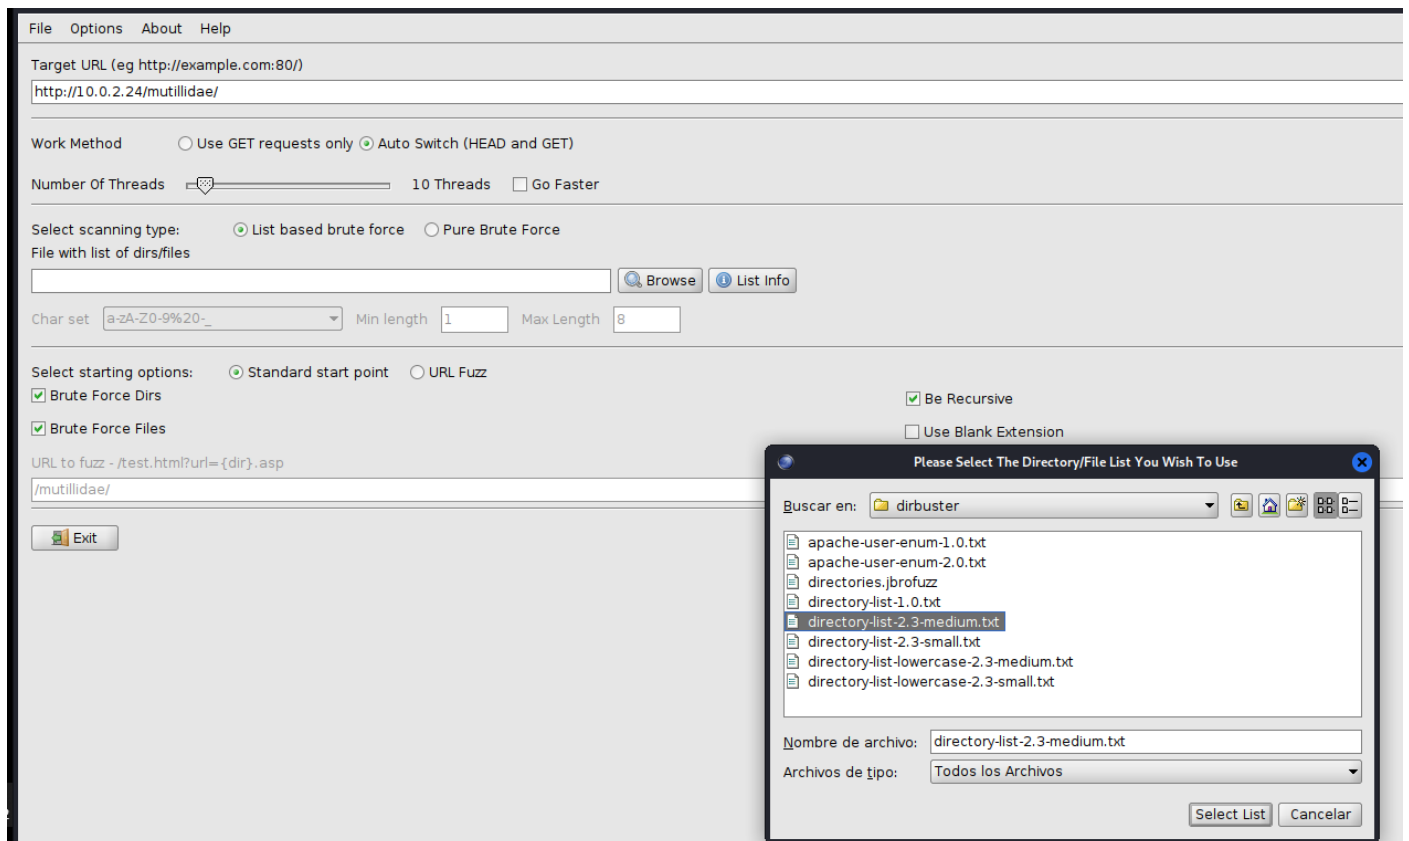 File Options About Help
Target URL (eg http://example.com:80/)
http://10.0.2.24/mutillidae/
Work Method Use GET requests only Auto Switch (HEAD and GET)
Number Of Threads 10 Threads Go Faster
Select scanning type: List based brute force Pure Brute Force
File with list of dirs/files
Browse List Info
Char set a-zA-Z0-9%20-_ Min length 1 Max Length 8
Select starting options: Standard start point URL Fuzz
Brute Force Dirs Be Recursive
Brute Force Files Use Blank Extension
URL to fuzz - /test.html?url={dir}.asp
/mutillidae/
Exit
Please Select The Directory/File List You Wish To Use
Buscar en: dirbuster
apache-user-enum-1.0.txt
apache-user-enum-2.0.txt
directories.jbrofuzz
directory-list-1.0.txt
directory-list-2.3-medium.txt
directory-list-2.3-small.txt
directory-list-lowercase-2.3-medium.txt
directory-list-lowercase-2.3-small.txt
Nombre de archivo: directory-list-2.3-medium.txt
Archivos de tipo: Todos los Archivos
Select List Cancelar